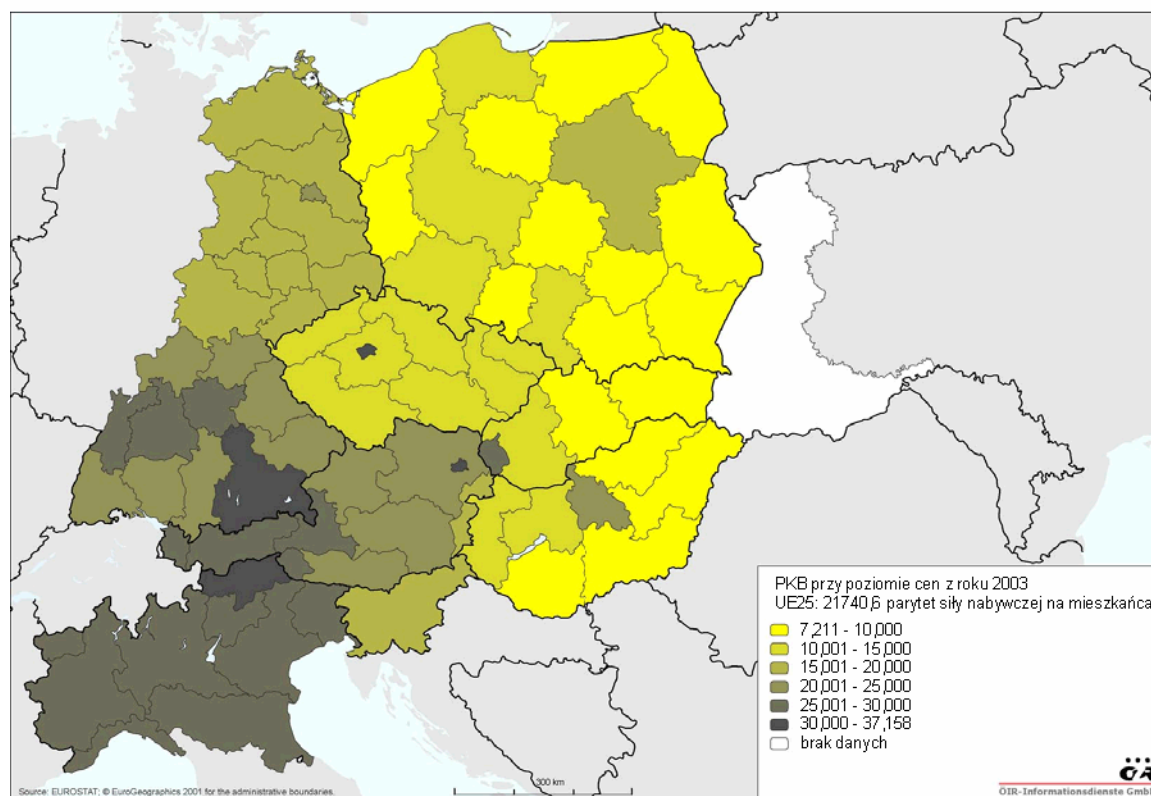 PKB przy poziomie cen z roku 2003
UE25: 21740,6 parytet siły nabywczej na mieszkańca
7,211 - 10,000
10,001 - 15,000
15,001 - 20,000
20,001 - 25,000
25,001 - 30,000
30,000 - 37,158
brak danych
300 km
Source: EUROSTAT; © EuroGeographics 2001 for the administrative boundaries.
ÖIR
ÖIR-Informationsdienste GmbH